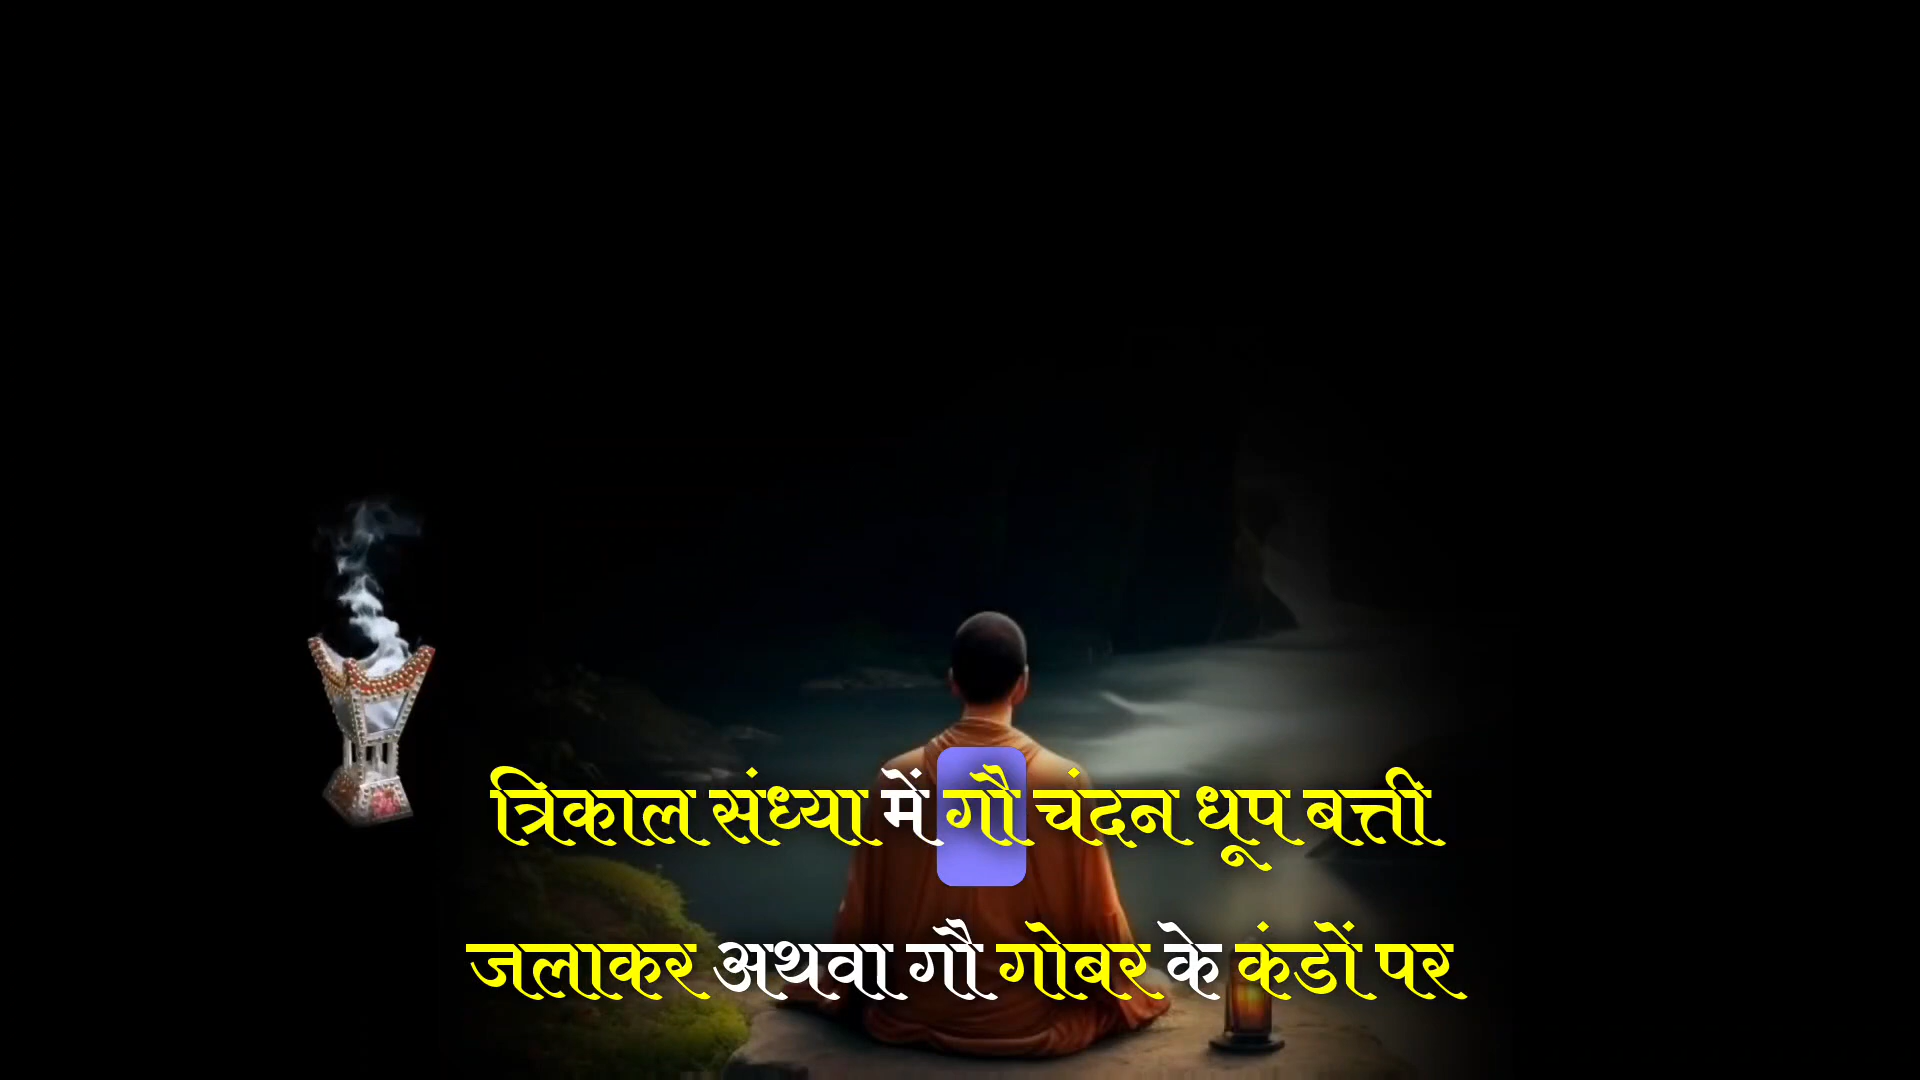 त्रिकाल संध्या में गौ चंदन धूप बत्ती
जलाकर अथवा गौ गोबर के कंडों पर